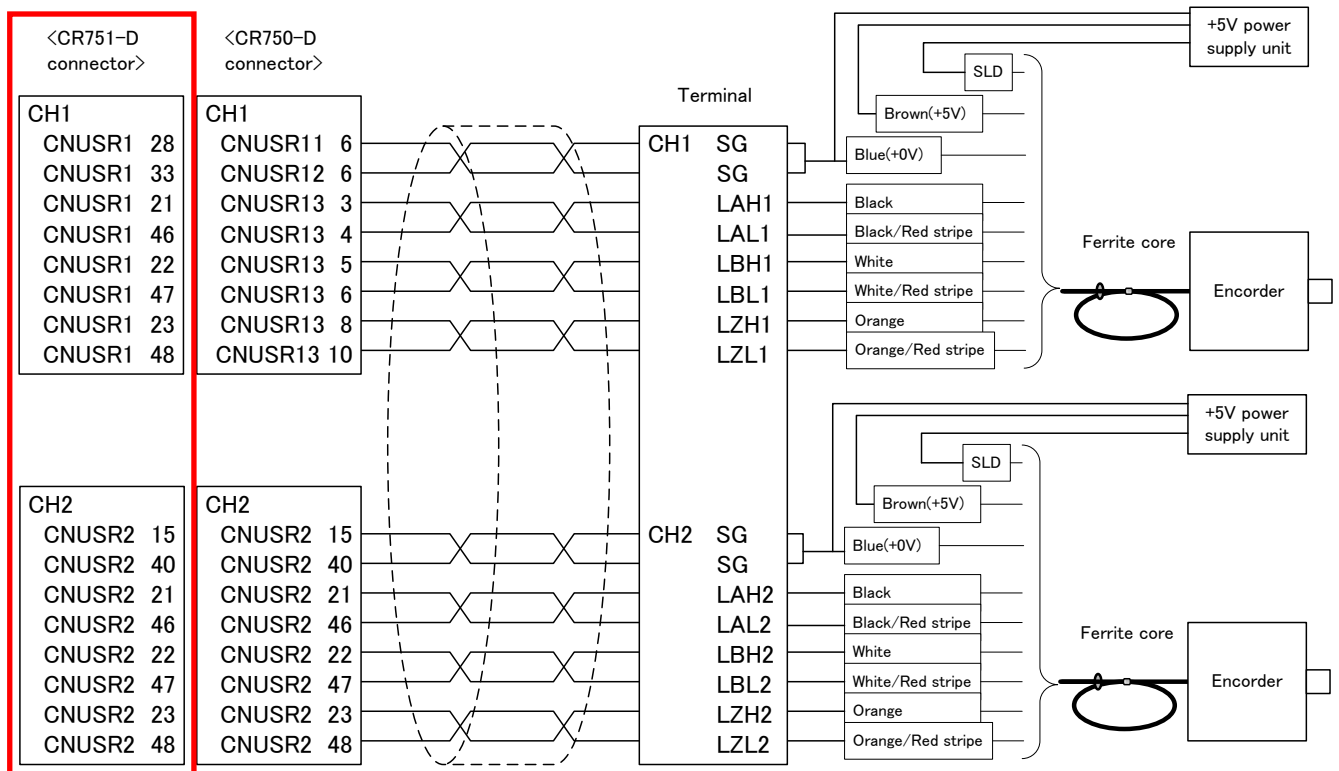 <CR751-D
connector>
<CR750-D
connector>
CH1
CNUSR1 28
CNUSR1 33
CNUSR1 21
CNUSR1 46
CNUSR1 22
CNUSR1 47
CNUSR1 23
CNUSR1 48
CH1
CNUSR11 6
CNUSR12 6
CNUSR13 3
CNUSR13 4
CNUSR13 5
CNUSR13 6
CNUSR13 8
CNUSR13 10
Terminal
CH1 SG
SG
LAH1
LAL1
LBH1
LBL1
LZH1
LZL1
+5V power
supply unit
SLD
Brown(+5V)
Blue(+0V)
Black
Black/Red stripe
White
White/Red stripe
Orange
Orange/Red stripe
Ferrite core
Encorder
CH2
CNUSR2 15
CNUSR2 40
CNUSR2 21
CNUSR2 46
CNUSR2 22
CNUSR2 47
CNUSR2 23
CNUSR2 48
CH2
CNUSR2 15
CNUSR2 40
CNUSR2 21
CNUSR2 46
CNUSR2 22
CNUSR2 47
CNUSR2 23
CNUSR2 48
CH2 SG
SG
LAH2
LAL2
LBH2
LBL2
LZH2
LZL2
+5V power
supply unit
SLD
Brown(+5V)
Blue(+0V)
Black
Black/Red stripe
White
White/Red stripe
Orange
Orange/Red stripe
Ferrite core
Encorder